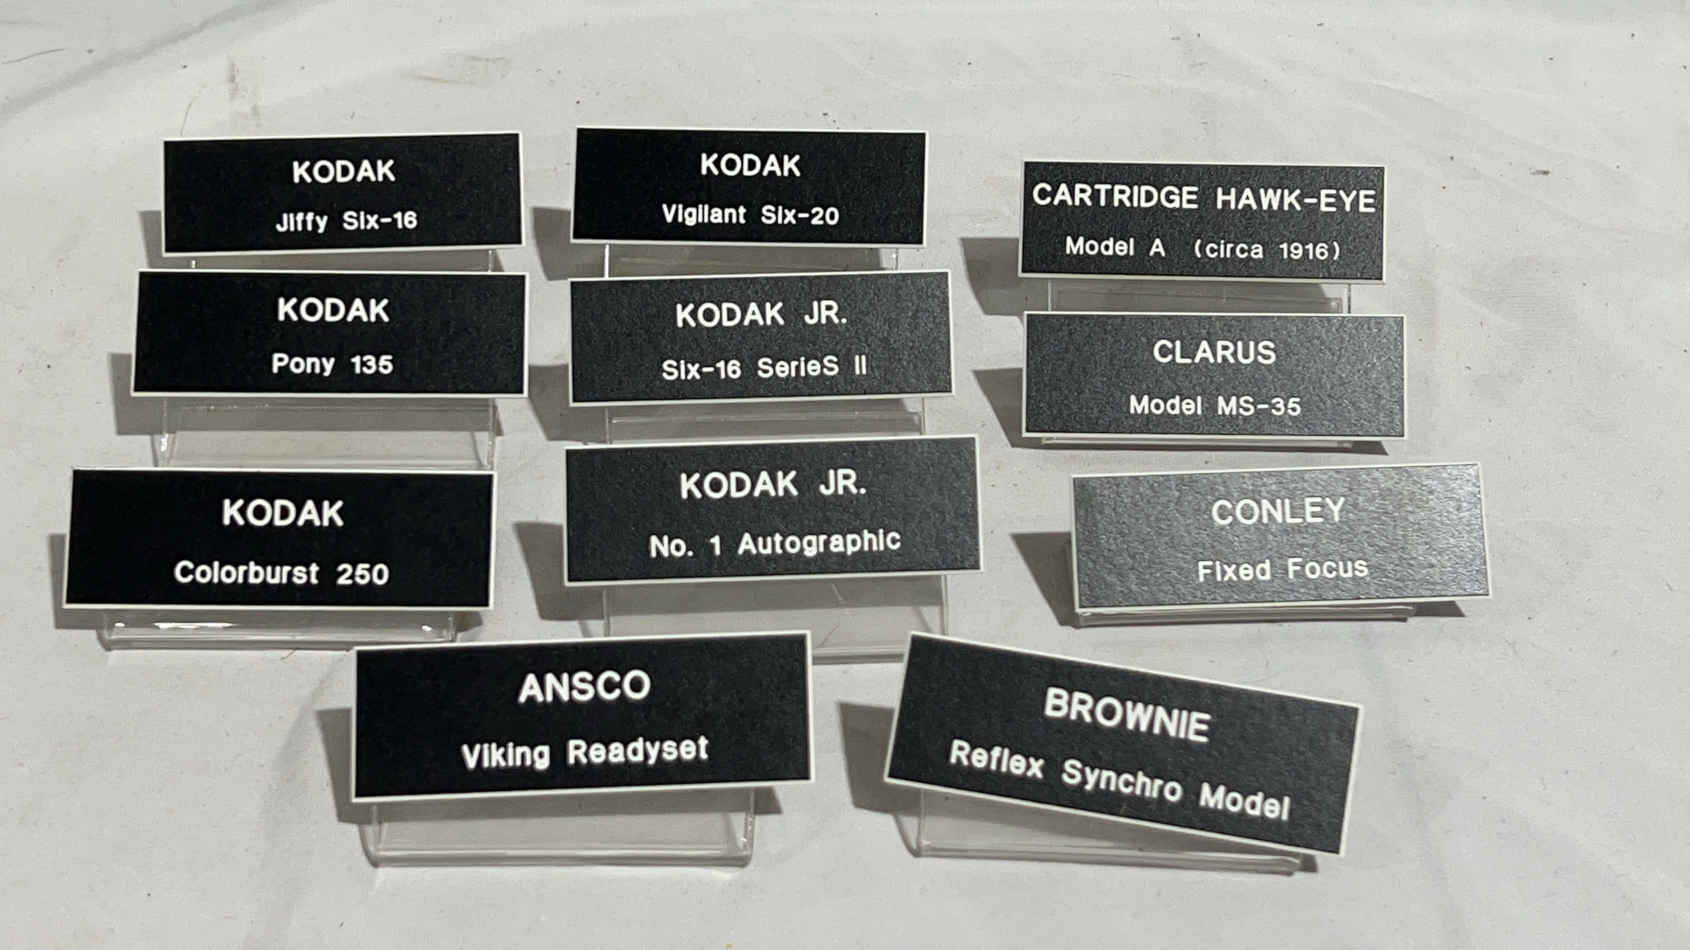 KODAK
Jiffy Six-16
KODAK
Vigilant Six-20
CARTRIDGE HAWK-EYE
Model A (circa 1916)
KODAK
Pony 135
KODAK JR.
Six-16 SerieS II
CLARUS
Model MS-35
KODAK
Colorburst 250
KODAK JR.
No. 1 Autographic
CONLEY
Fixed Focus
ANSCO
Viking Readyset
BROWNIE
Reflex Synchro Model